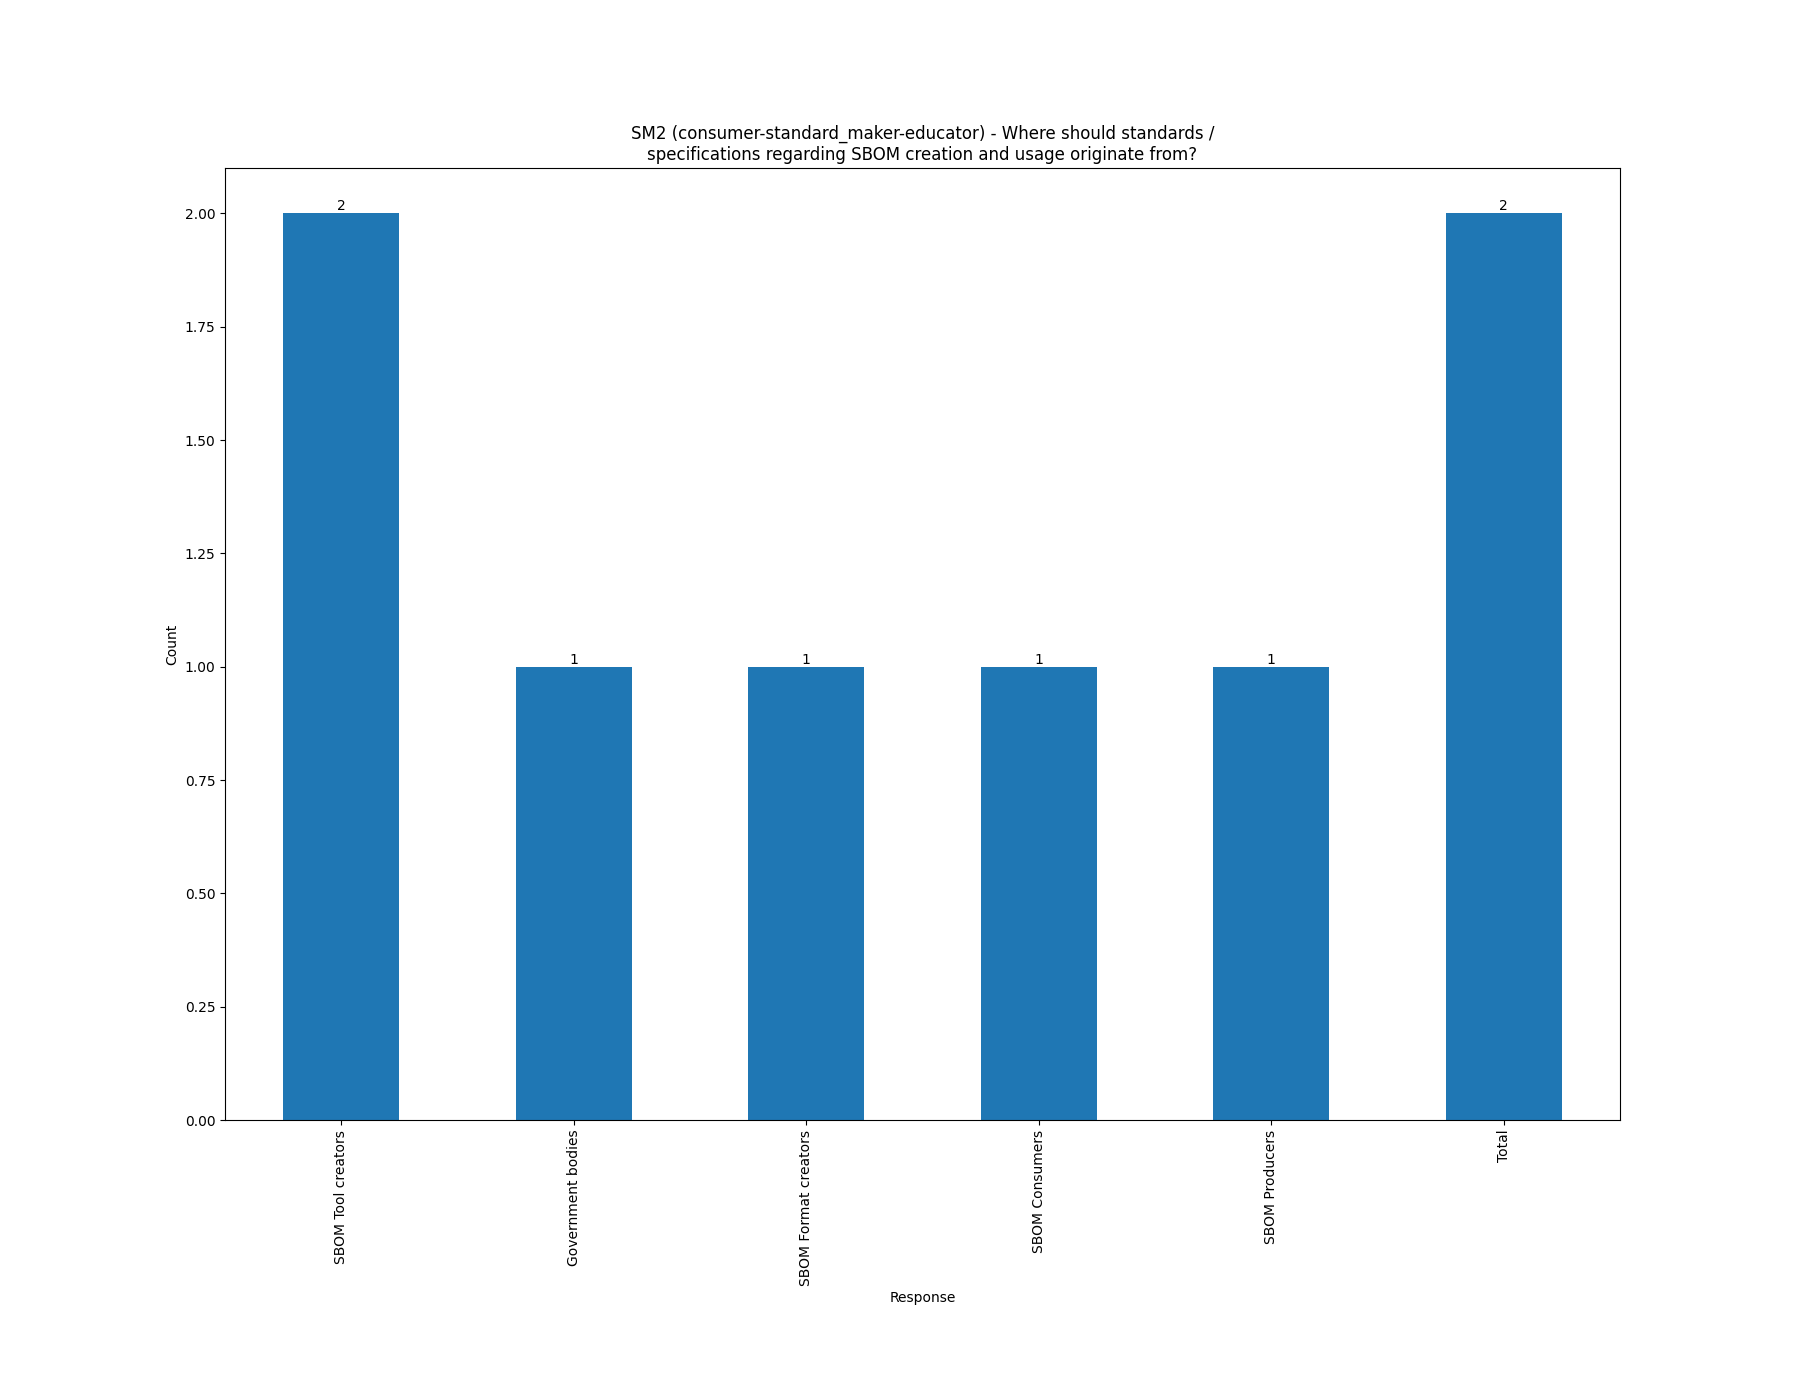 SM2 (consumer-standard_maker-educator) - Where should standards /
specifications regarding SBOM creation and usage originate from?
2
1
1
1
1
2
2.00
1.75
1.50
1.25
1.00
0.75
0.50
0.25
0.00
Count
SBOM Tool creators
Government bodies
SBOM Format creators
SBOM Consumers
SBOM Producers
Total
Response